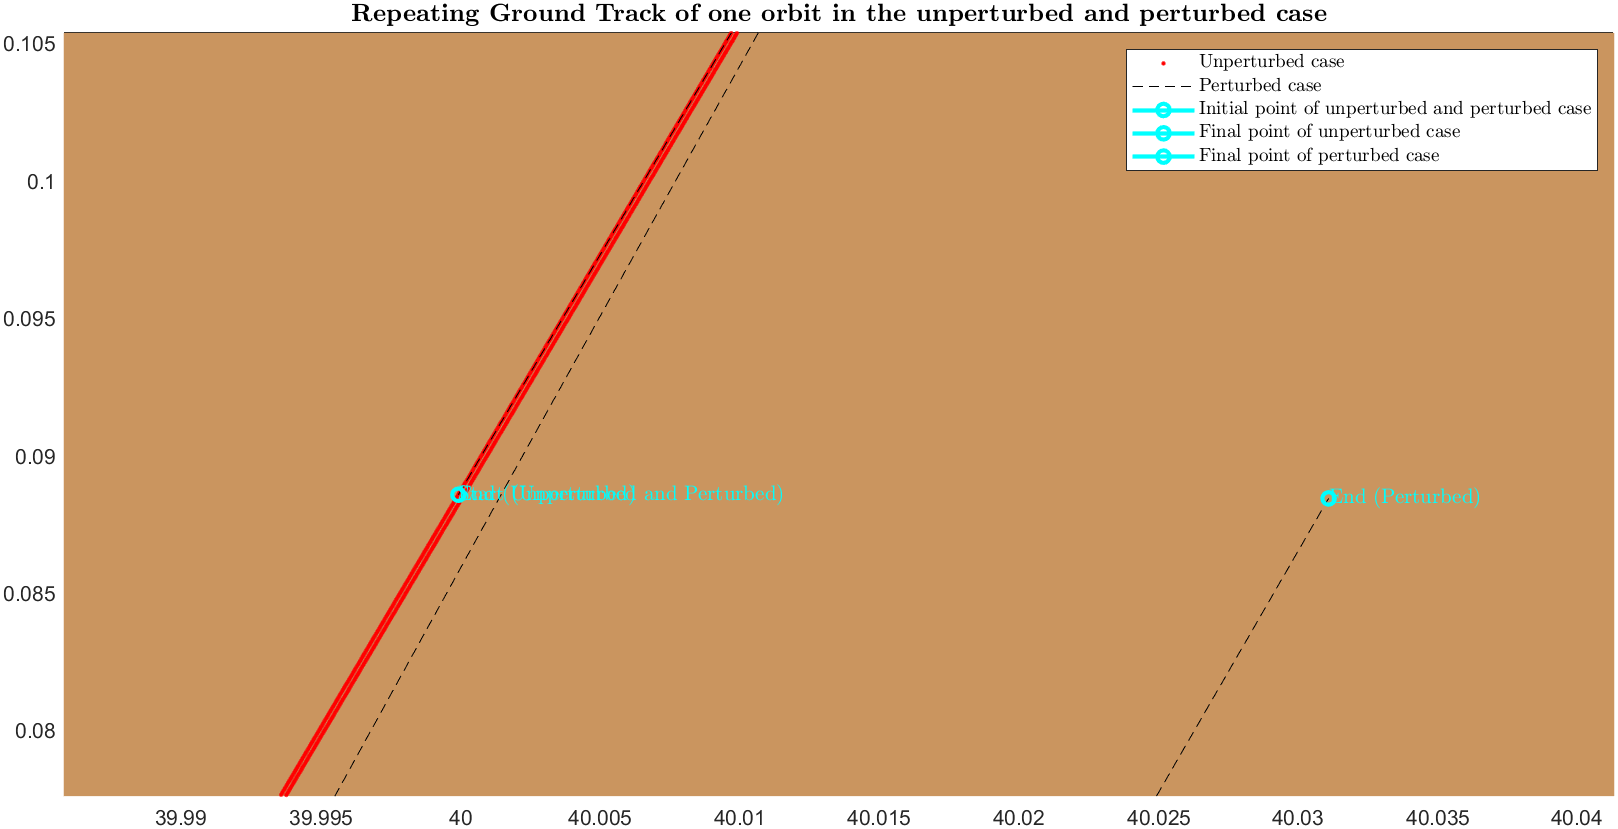 Repeating Ground Track of one orbit in the unperturbed and perturbed case
0.105
Unperturbed case
Perturbed case
Initial point of unperturbed and perturbed case
Final point of unperturbed case
Final point of perturbed case
0.1
0.095
0.09
and Perturbed)
End (Perturbed)
0.085
0.08
39.99 39.995 40 40.005 40.01 40.015 40.02 40.025 40.03 40.035 40.04